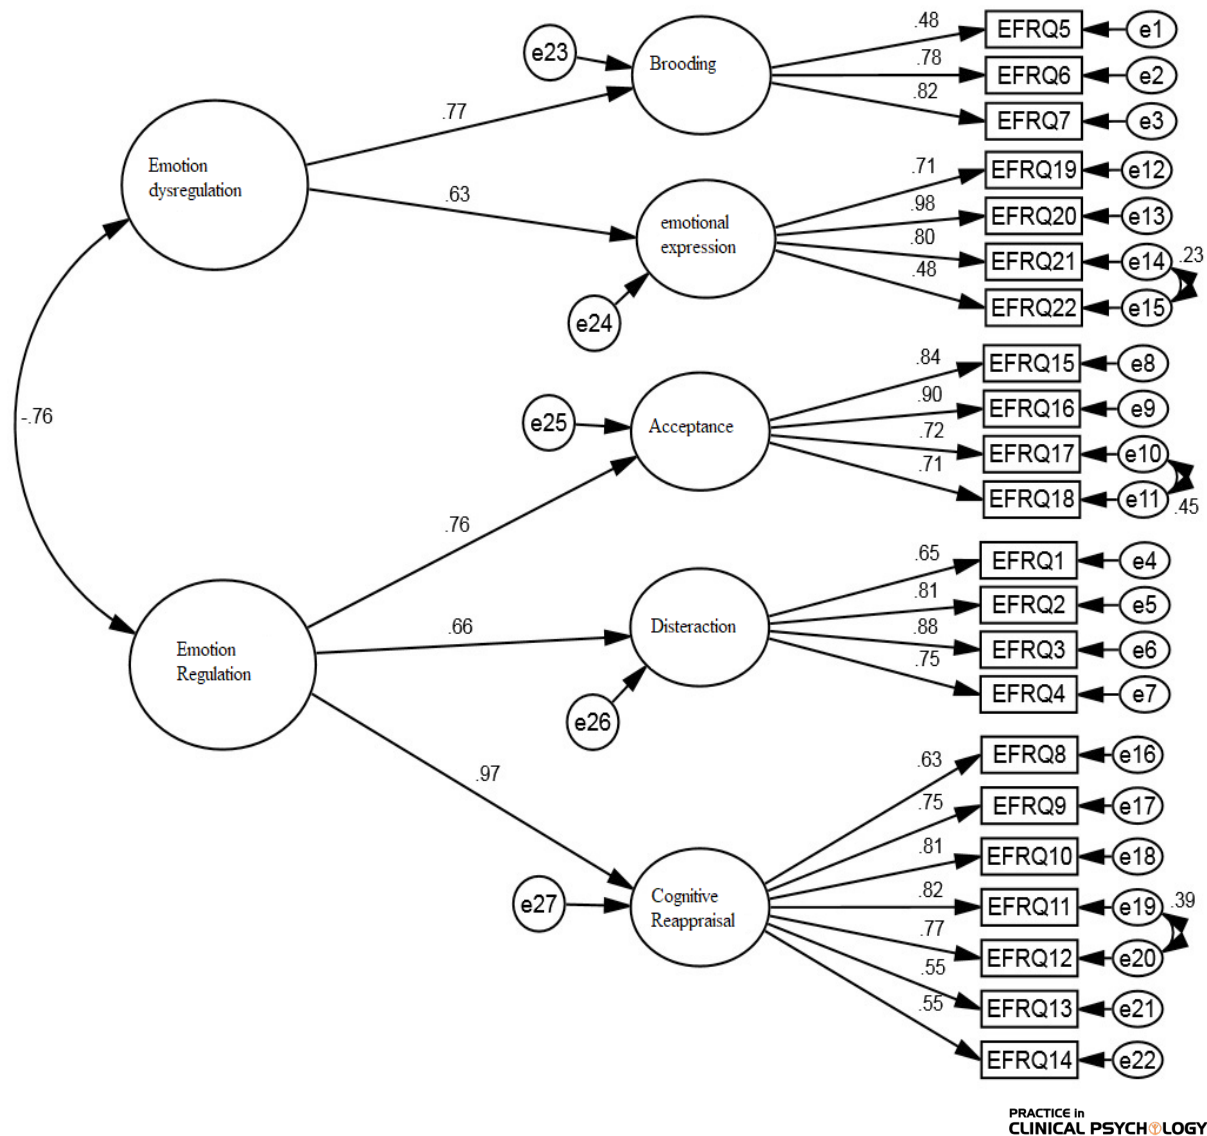 .48
EFRQ5
e1
e23
Brooding
.78
EFRQ6
e2
.82
EFRQ7
e3
.77
Emotion
dysregulation
.71
EFRQ19
e12
.63
.98
EFRQ20
e13
emotional
expression
.80
EFRQ21
e14
.23
.48
EFRQ22
e15
e24
.84
EFRQ15
e8
.90
EFRQ16
e9
e25
Acceptance
.72
EFRQ17
e10
.71
EFRQ18
e11
.45
-.76
.76
.65
EFRQ1
e4
.81
EFRQ2
e5
.66
Disteraction
.88
EFRQ3
e6
.75
EFRQ4
e7
Emotion
Regulation
e26
.63
EFRQ8
e16
.97
.75
EFRQ9
e17
.81
EFRQ10
e18
.82
EFRQ11
e19
.39
e27
Cognitive
Reappraisal
.77
EFRQ12
e20
.55
EFRQ13
e21
.55
EFRQ14
e22
PRACTICE in
CLINICAL PSYCHOLOGY